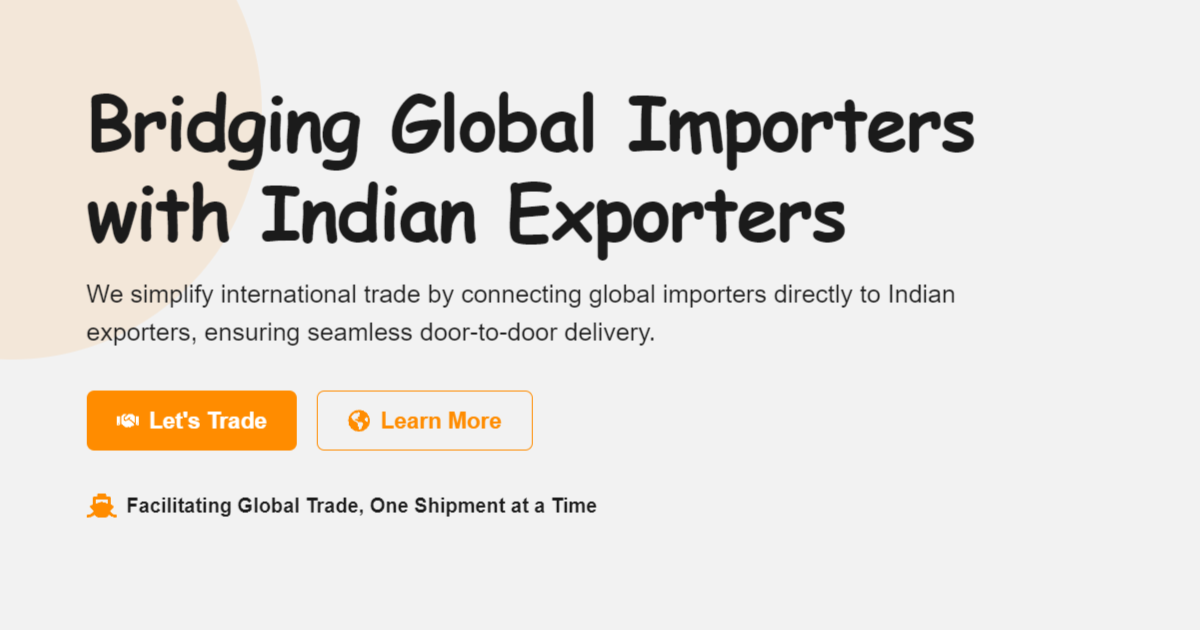 Bridging Global Importers
with Indian Exporters
We simplify international trade by connecting global importers directly to Indian
exporters, ensuring seamless door-to-door delivery.
Let's Trade
Learn More
Facilitating Global Trade, One Shipment at a Time